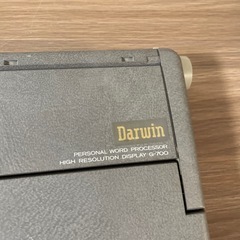 Darwin
PERSONAL WORD PROCESSOR
HIGH RESOLUTION DISPLAY G-700